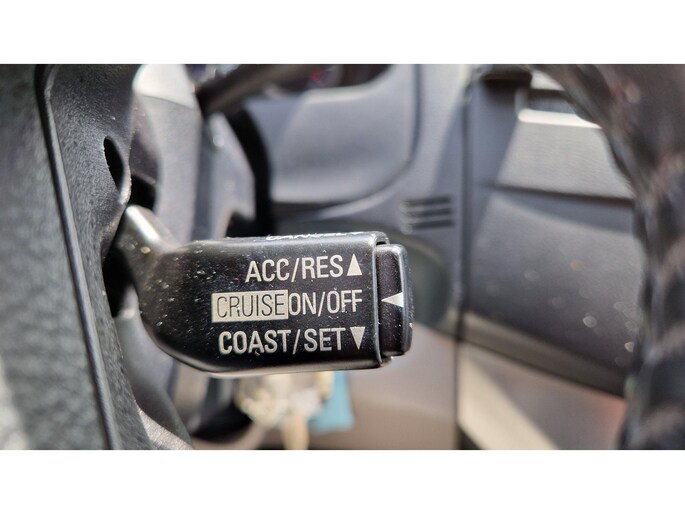 ACC/RES▲
CRUISE ON/OFF ◀
COAST/SET▼